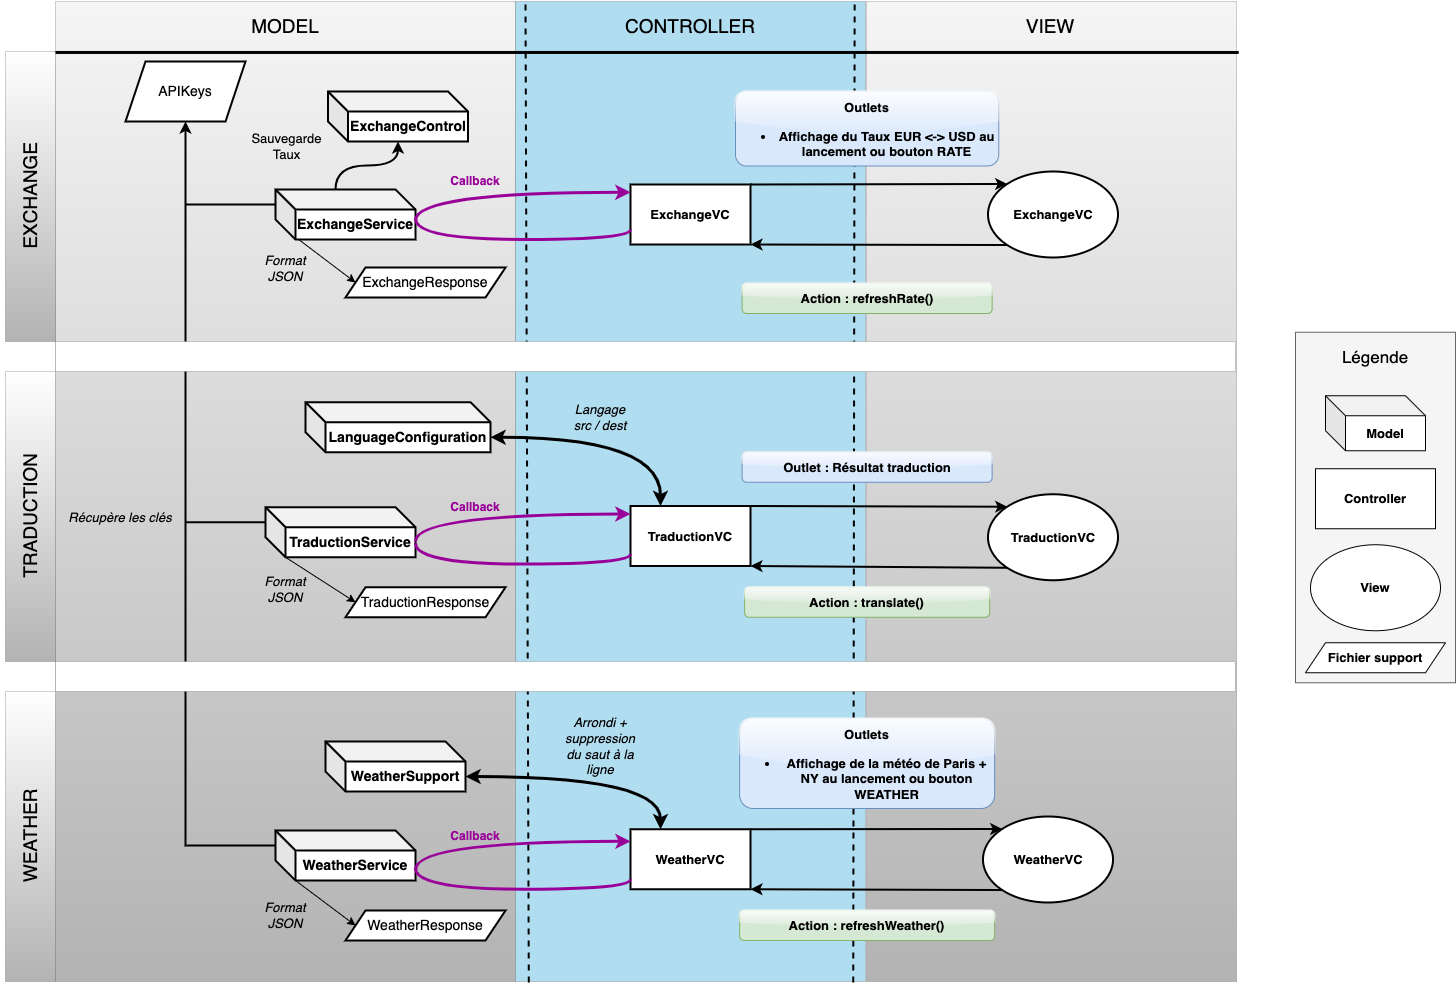 MODEL
CONTROLLER
VIEW
EXCHANGE
APIKeys
ExchangeControl
Sauvegarde
Taux
Outlets
• Affichage du Taux EUR <-> USD au
lancement ou bouton RATE
Callback
ExchangeService
ExchangeVC
ExchangeVC
Format
JSON
ExchangeResponse
Action : refreshRate()
TRADUCTION
LanguageConfiguration
Langage
src / dest
Outlet : Résultat traduction
Récupère les clés
Callback
TraductionService
TraductionVC
TraductionVC
Format
JSON
TraductionResponse
Action : translate()
WEATHER
Arrondi +
suppression
du saut à la
ligne
WeatherSupport
Outlets
• Affichage de la météo de Paris +
NY au lancement ou bouton
WEATHER
Callback
WeatherService
WeatherVC
WeatherVC
Format
JSON
WeatherResponse
Action : refreshWeather()
Légende
Model
Controller
View
Fichier support